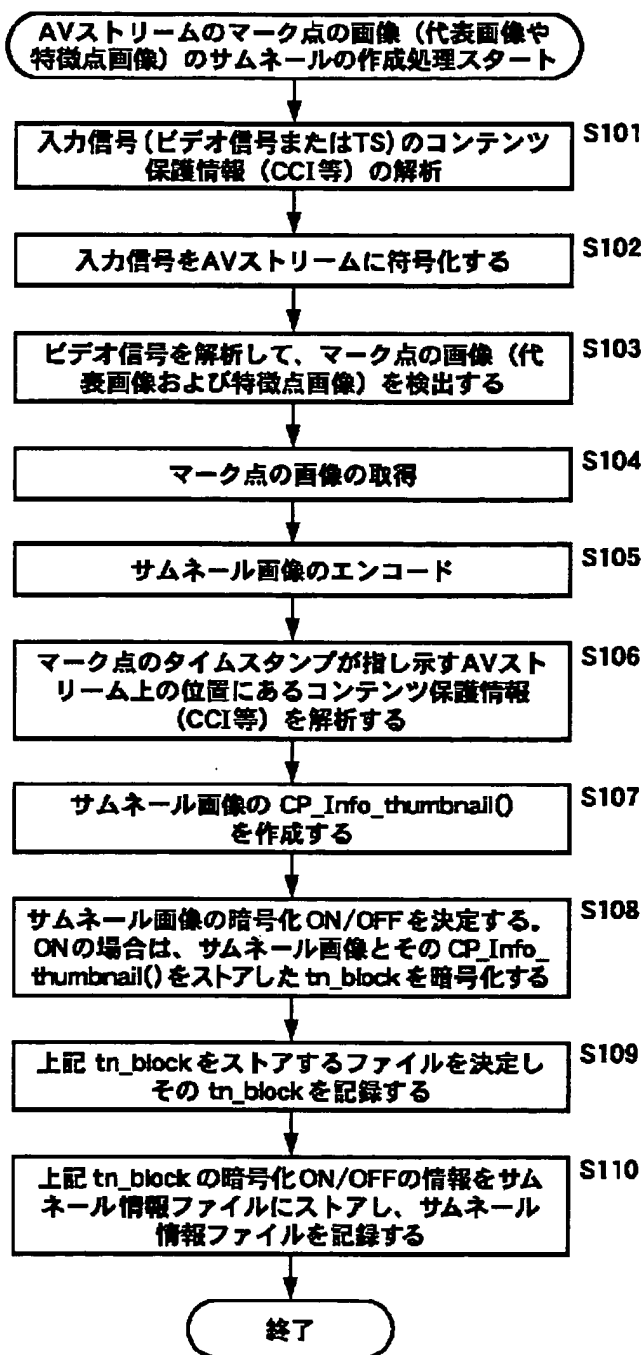 AVストリームのマーク点の画像（代表画像や
特徴点画像）のサムネールの作成処理スタート
S101
入力信号（ビデオ信号またはTS）のコンテンツ
保護情報（CCI等）の解析
S102
入力信号をAVストリームに符号化する
S103
ビデオ信号を解析して、マーク点の画像（代
表画像および特徴点画像）を検出する
S104
マーク点の画像の取得
S105
サムネール画像のエンコード
S106
マーク点のタイムスタンプが指し示すAVスト
リーム上の位置にあるコンテンツ保護情報
（CCI等）を解析する
S107
サムネール画像の CP_Info_thumbnail()
を作成する
S108
サムネール画像の暗号化ON/OFFを決定する。
ONの場合は、サムネール画像とその CP_Info_
thumbnail()をストアした tn_block を暗号化する
S109
上記 tn_block をストアするファイルを決定し
その tn_block を記録する
S110
上記 tn_block の暗号化ON/OFFの情報をサム
ネール情報ファイルにストアし、サムネール
情報ファイルを記録する
終了